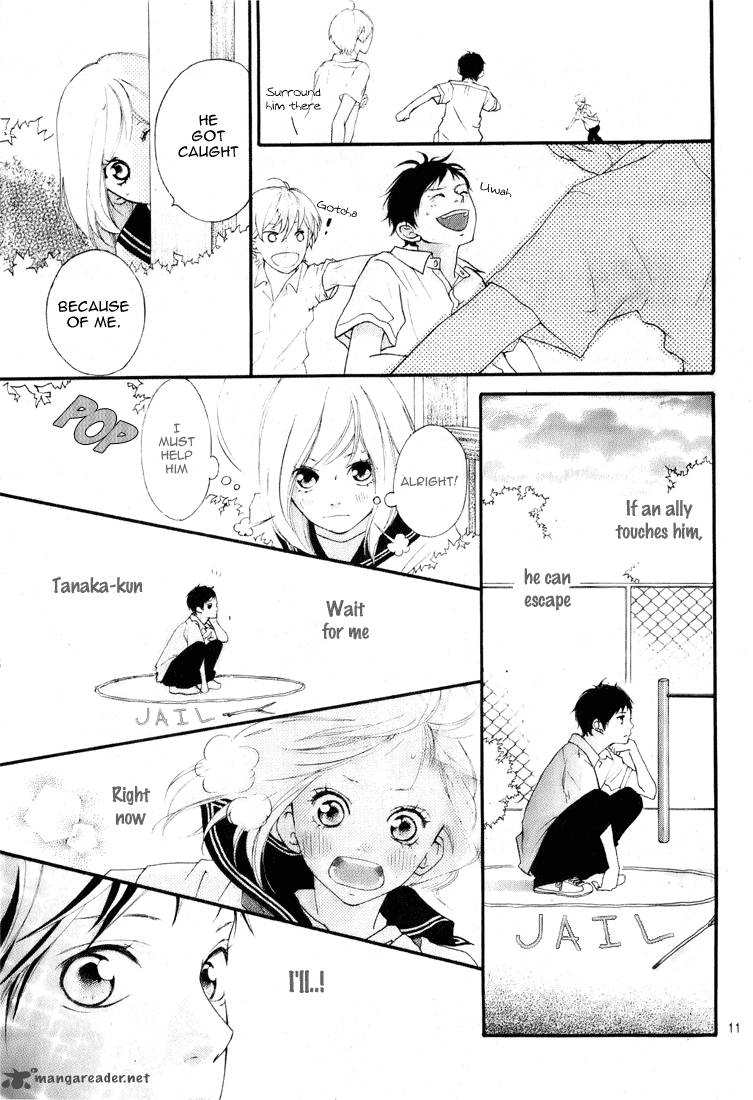 Surround
him there
HE
GOT
CAUGHT
Gotcha
!
Uwah
BECAUSE
OF ME.
If an ally
touches him,
he can
escape
JAIL
ALRIGHT!
I
MUST
HELP
HIM
POP
Wait
for me
Tanaka-kun
JAIL
Right
now
I'll..!
11
mangareader.net